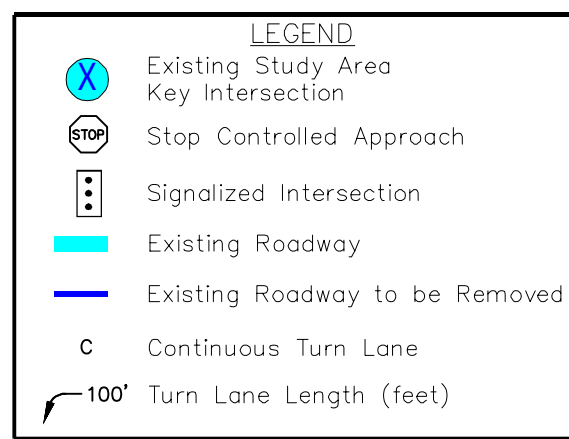 LEGEND
X Existing Study Area
Key Intersection
STOP Stop Controlled Approach
Signalized Intersection
Existing Roadway
Existing Roadway to be Removed
C Continuous Turn Lane
100' Turn Lane Length (feet)